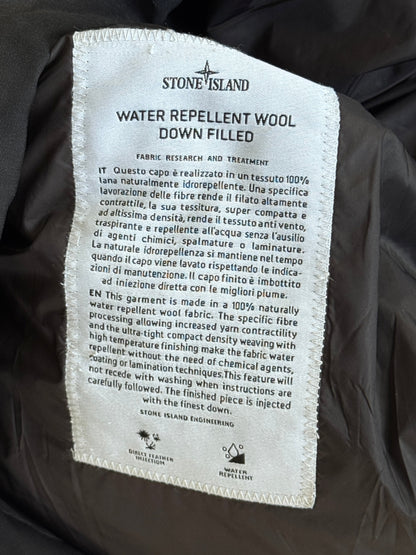 STONE ISLAND
WATER REPELLENT WOOL
DOWN FILLED
FABRIC RESEARCH AND TREATMENT
IT Questo capo è realizzato in un tessuto 100%
lana naturalmente idrorepellente. Una specifica
lavorazione delle fibre rende il filato altamente
contrattile, la sua tessitura, super compatta e
ad altissima densità, rende il tessuto anti vento,
traspirante e repellente all'acqua senza l'ausilio
di agenti chimici, spalmature o laminature.
La naturale idrorepellenza si mantiene nel tempo
quando il capo viene lavato rispettando le indica-
zioni di manutenzione. Il capo finito è imbottito
ad iniezione diretta con le migliori piume.
EN This garment is made in a 100% naturally
water repellent wool fabric. The specific fibre
processing allowing increased yarn contractility
and the ultra-tight compact density weaving with
high temperature finishing make the fabric water
repellent without the need of chemical agents,
coating or lamination techniques. This feature will
not recede with washing when instructions are
carefully followed. The finished piece is injected
with the finest down.
STONE ISLAND ENGINEERING
DIRECT FEATHER
INJECTION
WATER
REPELLENT